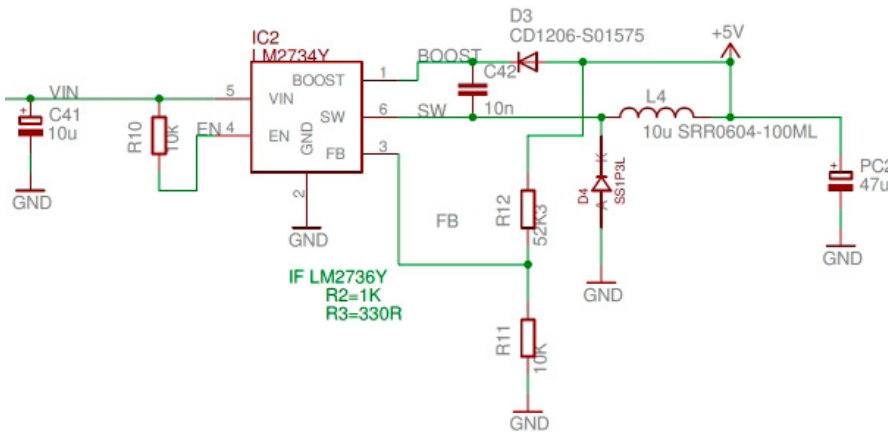 D3
CD1206-S01575
IC2
LM2734Y
BOOST
+5V
1
BOOST
C42
10n
VIN
5
VIN
C41
10u
R10
10k
EN
4
EN
GND
SW
6
SW
L4
10u SRR0604-100ML
FB
3
2
GND
GND
FB
R12
52K3
D4
SS1P3L
K
A
PC2
47u
GND
GND
IF LM2736Y
R2=1K
R3=330R
R11
10K
GND